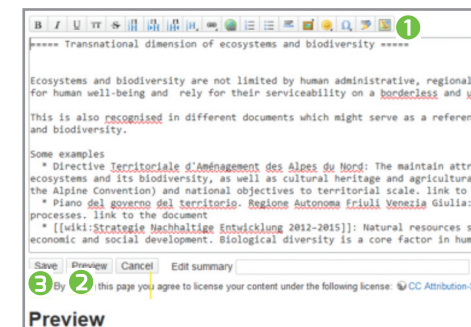 B I U TT S
1
===== Transnational dimension of ecosystems and biodiversity =====
Ecosystems and biodiversity are not limited by human administrative, regional
for human well-being and rely for their serviceability on a borderless and
This is also recognised in different documents which might serve as a
and biodiversity.
Some examples
* Directive Territoriale d'Aménagement des Alpes du Nord: The maintain
ecosystems and its biodiversity, as well as cultural heritage and
the Alpine Convention) and national objectives to territorial scale. link to
* Piano del governo del territorio. Regione Autonoma Friuli Venezia Giulia:
processes. link to the document
* [[wiki:Strategie Nachhaltige Entwicklung 2012-2015]]: Natural resources
economic and social development. Biological diversity is a core factor in
Save Preview Cancel Edit summary
3 By 2 this page you agree to license your content under the following license: CC Attribution-
Preview